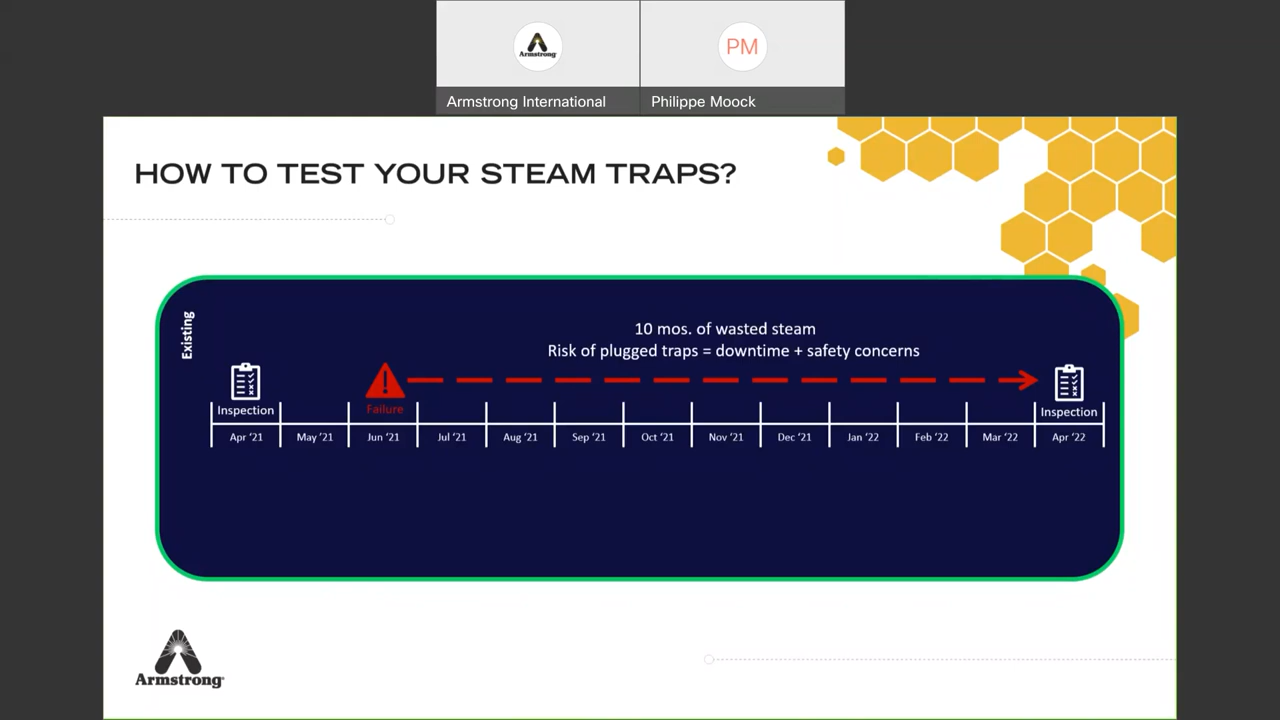 Armstrong
PM
Armstrong International
Philippe Moock
HOW TO TEST YOUR STEAM TRAPS?
Existing
10 mos. of wasted steam
Risk of plugged traps = downtime + safety concerns
Inspection
Failure
Inspection
Apr '21
May '21
Jun '21
Jul '21
Aug '21
Sep '21
Oct '21
Nov '21
Dec '21
Jan '22
Feb '22
Mar '22
Apr '22
Armstrong